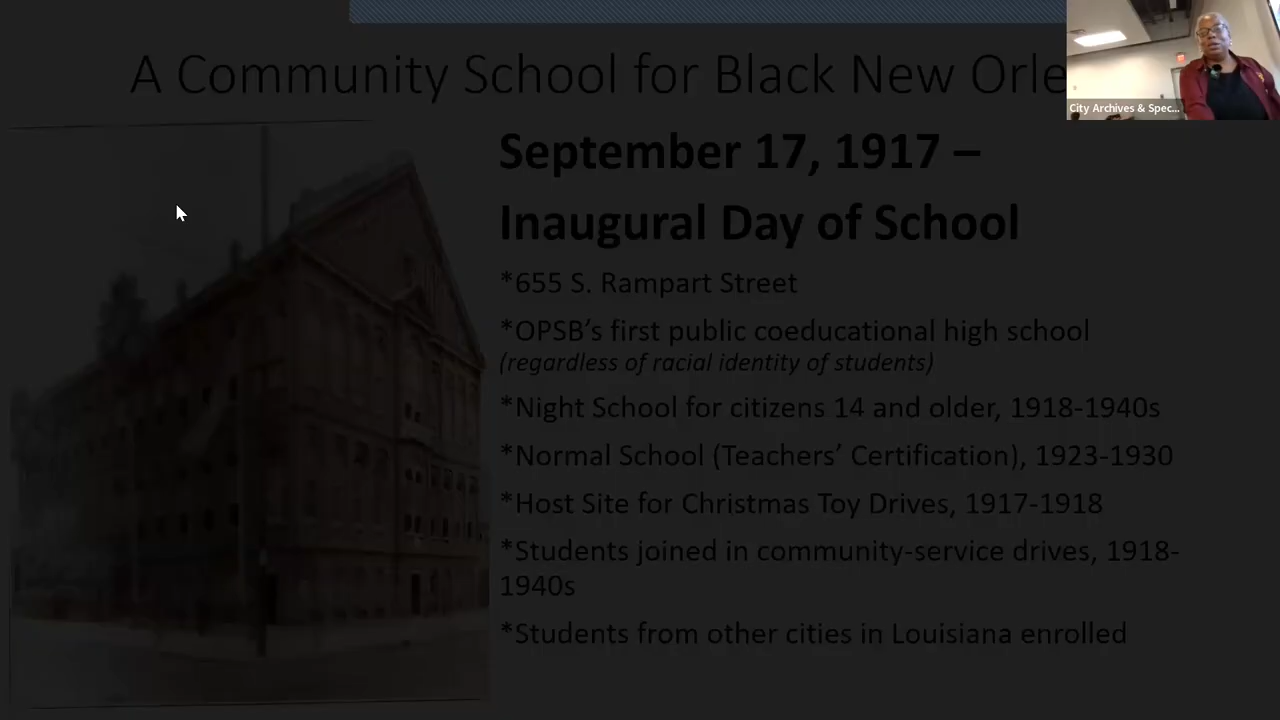 A Community School for Black New Orle
City Archives & Spec...
September 17, 1917 –
Inaugural Day of School
*655 S. Rampart Street
*OPSB's first public coeducational high school
(regardless of racial identity of students)
*Night School for citizens 14 and older, 1918-1940s
*Normal School (Teachers' Certification), 1923-1930
*Host Site for Christmas Toy Drives, 1917-1918
*Students joined in community-service drives, 1918-
1940s
*Students from other cities in Louisiana enrolled